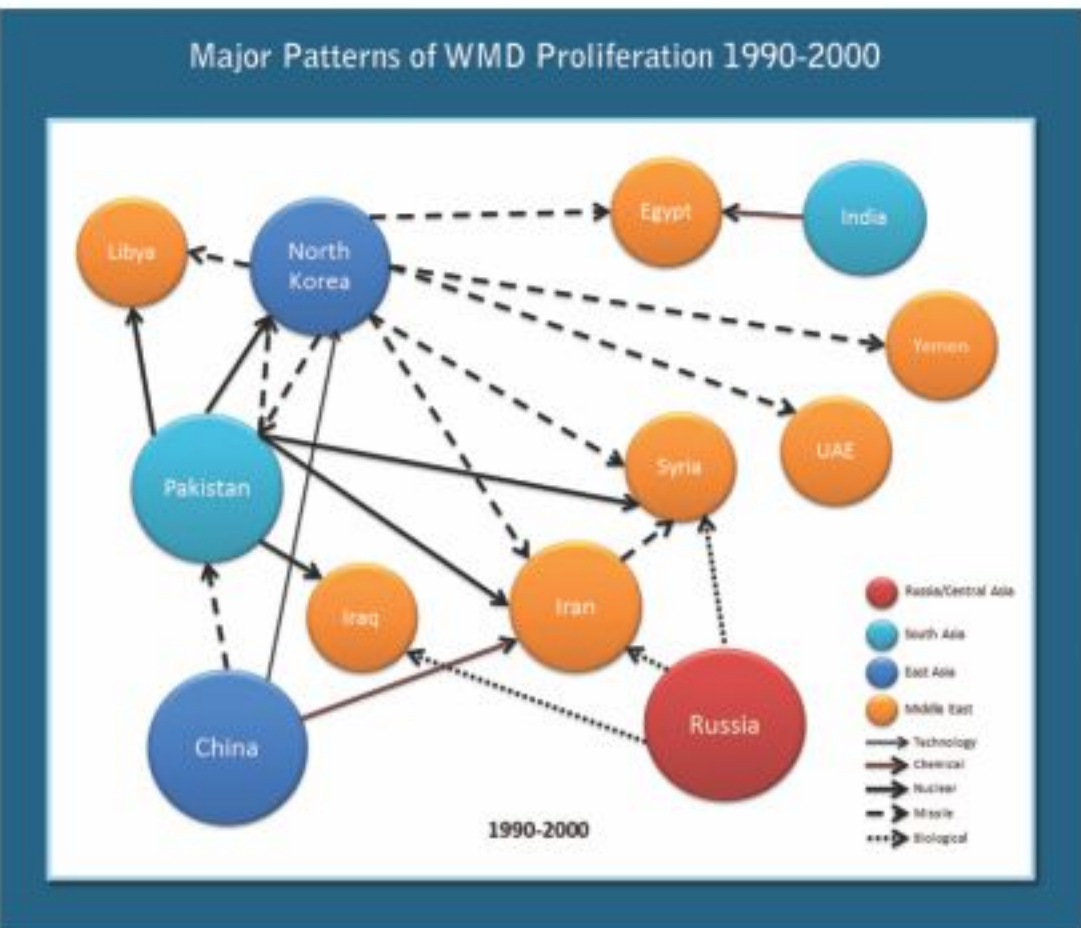 Major Patterns of WMD Proliferation 1990-2000
Libya
North
Korea
Egypt
India
Yemen
UAE
Syria
Pakistan
Iraq
Iran
China
Russia
Russia/Central Asia
South Asia
East Asia
Middle East
Technology
Chemical
Nuclear
Missile
Biological
1990-2000